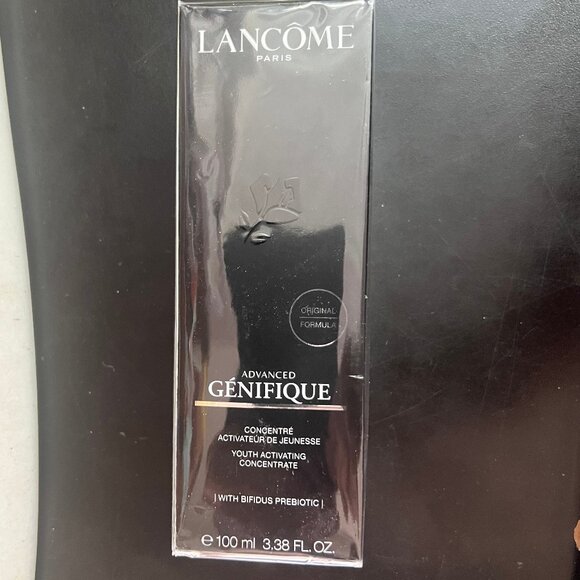 LANCÔME
PARIS
ORIGINAL
FORMULA
ADVANCED
GÉNIFIQUE
CONCENTRÉ
ACTIVATEUR DE JEUNESSE
YOUTH ACTIVATING
CONCENTRATE
| WITH BIFIDUS PREBIOTIC |
℮ 100 ml 3.38 FL. OZ.